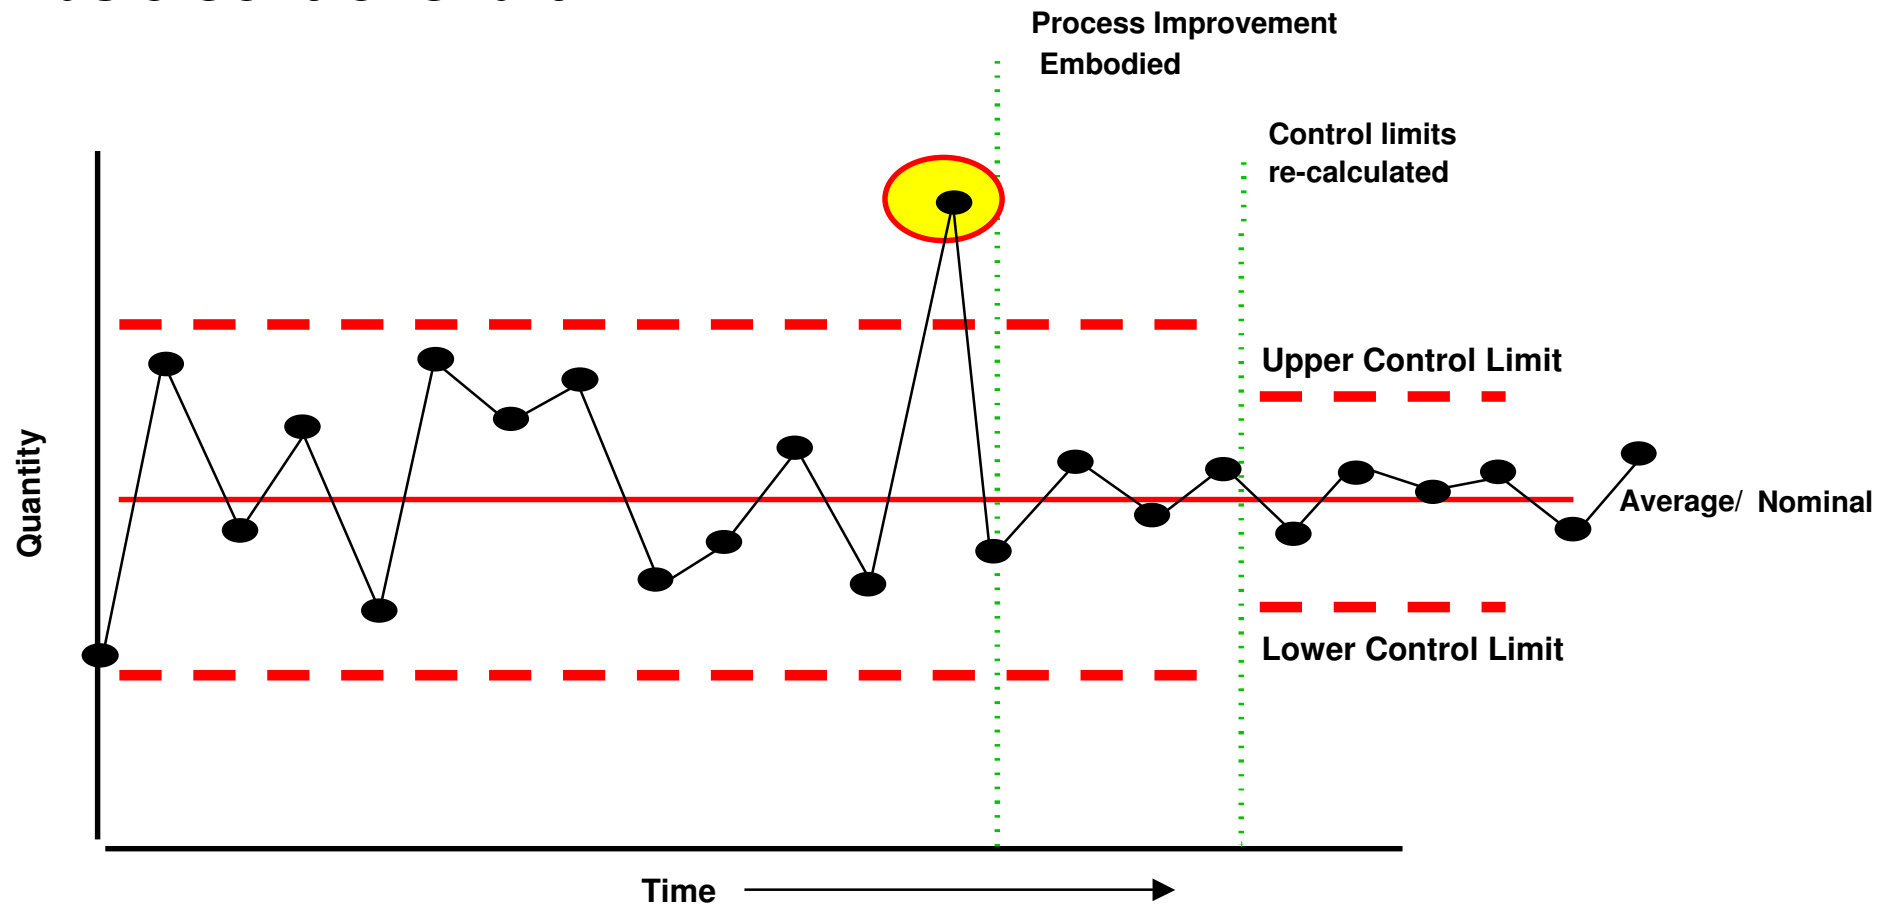 Process Improvement
Embodied
Control limits
re-calculated
Upper Control Limit
Quantity
Average/ Nominal
Lower Control Limit
Time